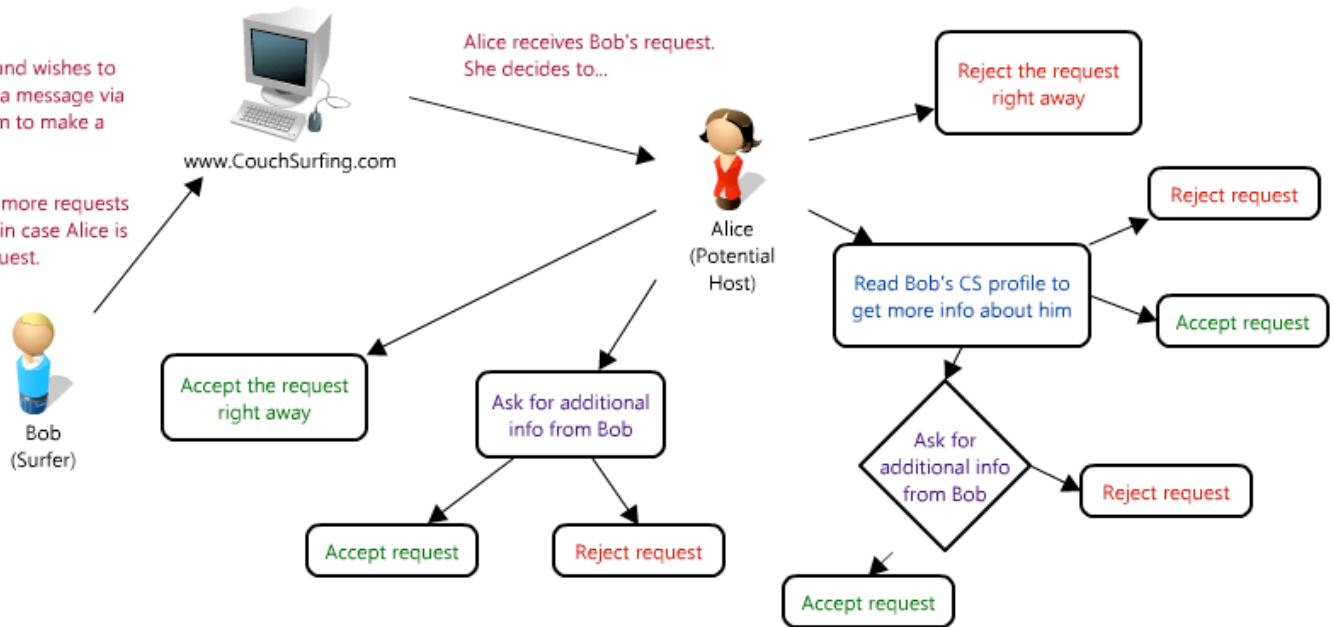 and wishes to
a message via
m to make a
more requests
in case Alice is
uest.
www.CouchSurfing.com
Alice receives Bob's request.
She decides to...
Bob
(Surfer)
Alice
(Potential
Host)
Reject the request
right away
Accept the request
right away
Ask for additional
info from Bob
Accept request
Reject request
Read Bob's CS profile to
get more info about him
Reject request
Accept request
Ask for
additional info
from Bob
Reject request
Accept request